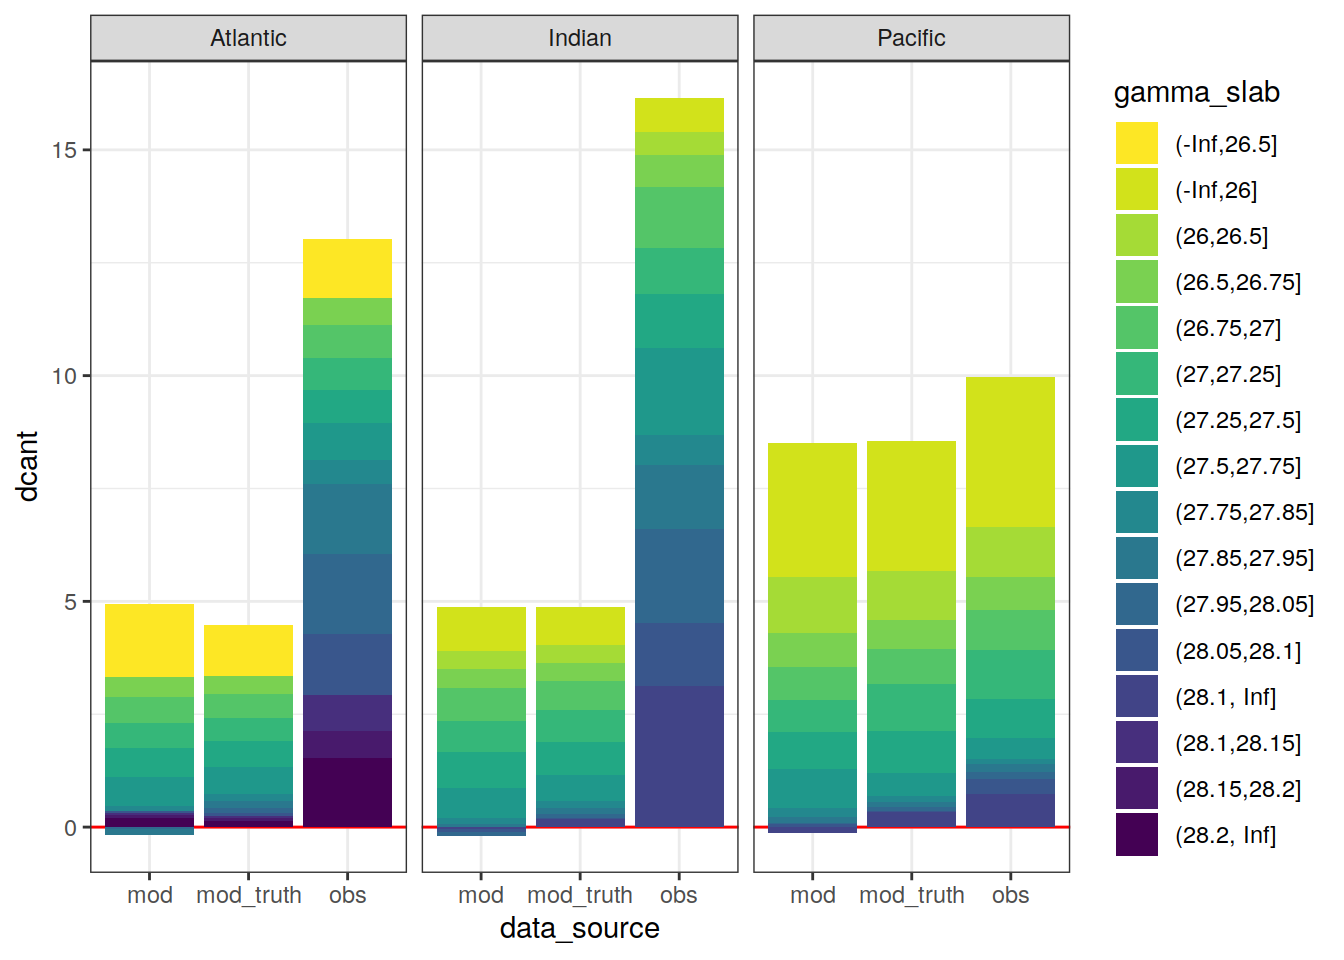 Atlantic
Indian
Pacific
dcant
15
10
5
0
mod mod_truth obs
mod mod_truth obs
mod mod_truth obs
data_source
gamma_slab
(-Inf,26.5]
(-Inf,26]
(26,26.5]
(26.5,26.75]
(26.75,27]
(27,27.25]
(27.25,27.5]
(27.5,27.75]
(27.75,27.85]
(27.85,27.95]
(27.95,28.05]
(28.05,28.1]
(28.1, Inf]
(28.1,28.15]
(28.15,28.2]
(28.2, Inf]